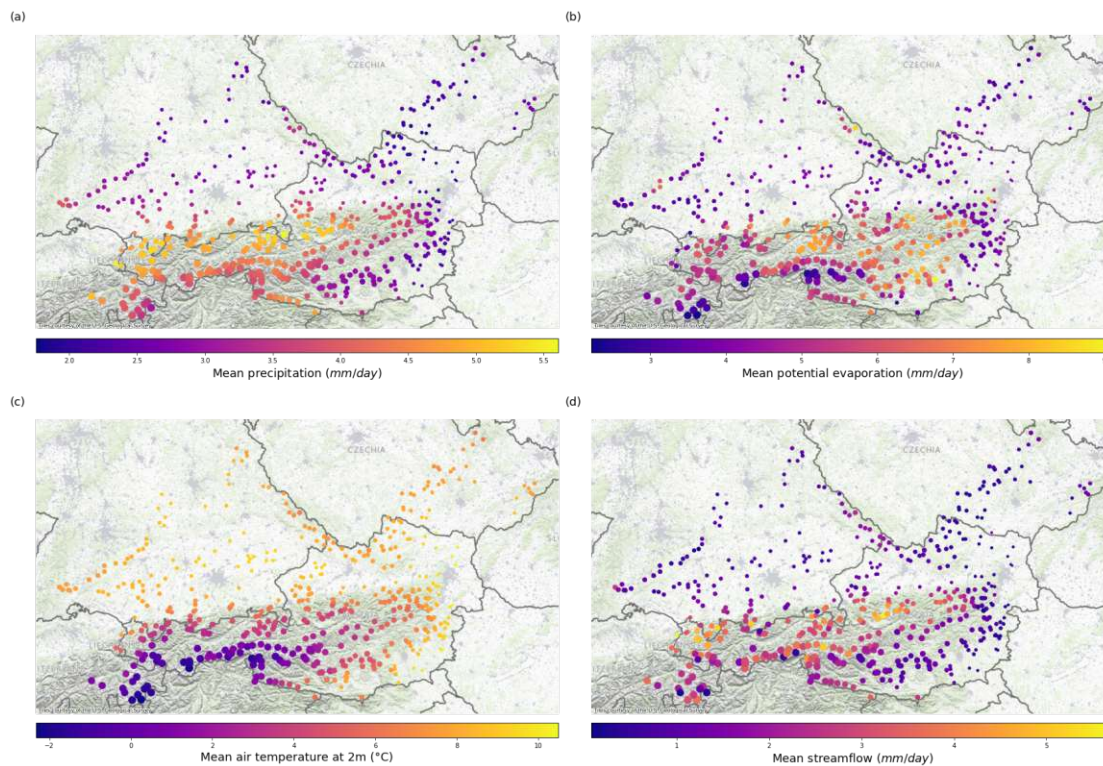 (a)
(b)
CZECHIA
CZECHIA
2.0 2.5 3.0 3.5 4.0 4.5 5.0 5.5
Mean precipitation (mm/day)
3 4 5 6 7 8
Mean potential evaporation (mm/day)
(c)
(d)
CZECHIA
CZECHIA
−2 0 2 4 6 8 10
Mean air temperature at 2m (°C)
1 2 3 4 5
Mean streamflow (mm/day)